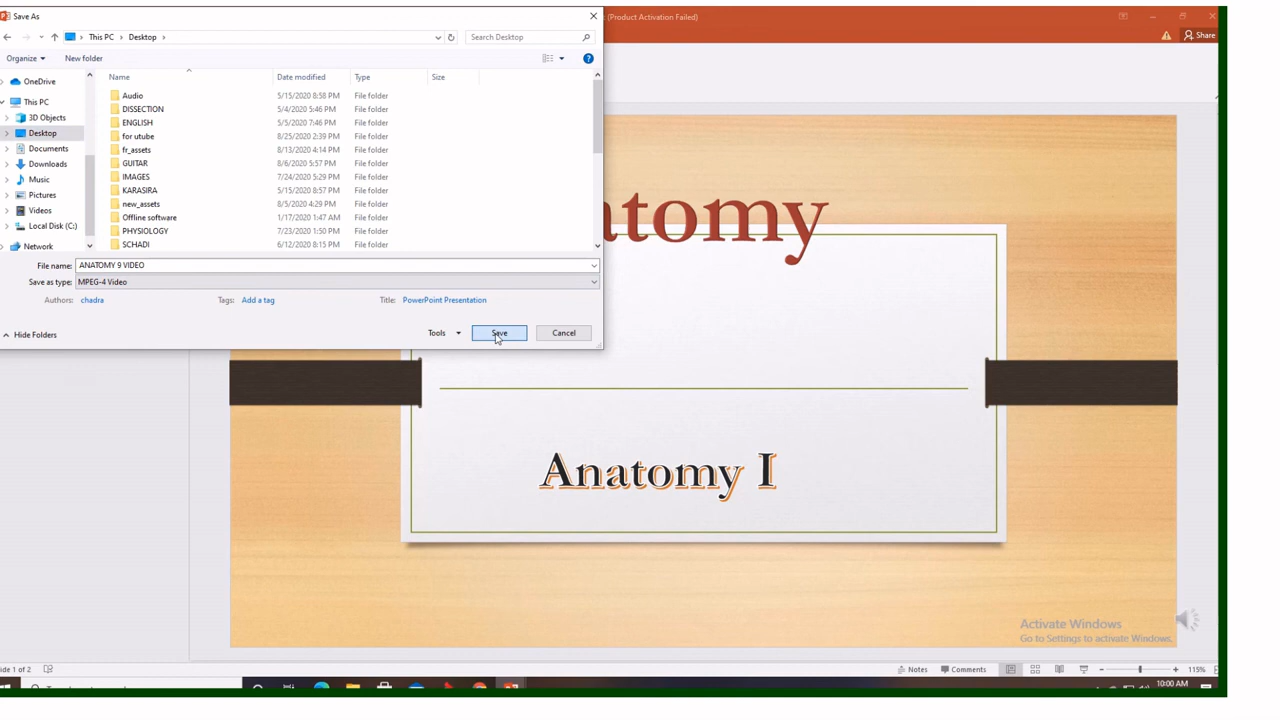 Save As
(Product Activation Failed)
This PC
Desktop
Search Desktop
Share
Organize
New folder
Name
Date modified
Type
Size
OneDrive
This PC
3D Objects
Desktop
Documents
Downloads
Music
Pictures
Videos
Local Disk (C:)
Network
Audio 5/15/2020 8:58 PM File folder
DISSECTION 5/4/2020 5:46 PM File folder
ENGLISH 5/5/2020 7:46 PM File folder
for utube 8/25/2020 2:39 PM File folder
fr_assets 8/13/2020 4:14 PM File folder
GUITAR 8/6/2020 5:57 PM File folder
IMAGES 7/24/2020 5:29 PM File folder
KARASIRA 5/15/2020 8:57 PM File folder
new_assets 8/5/2020 4:29 PM File folder
Offline software 1/17/2020 1:47 AM File folder
PHYSIOLOGY 7/23/2020 1:50 PM File folder
SCHADI 6/12/2020 8:15 PM File folder
File name: ANATOMY 9 VIDEO
Save as type: MPEG-4 Video
Authors: chadra
Tags: Add a tag
Title: PowerPoint Presentation
Hide Folders
Tools
Save
Cancel
atomy
Anatomy I
Activate Windows
Go to Settings to activate Windows.
ide 1 of 2
Notes
Comments
115%
10:00 AM